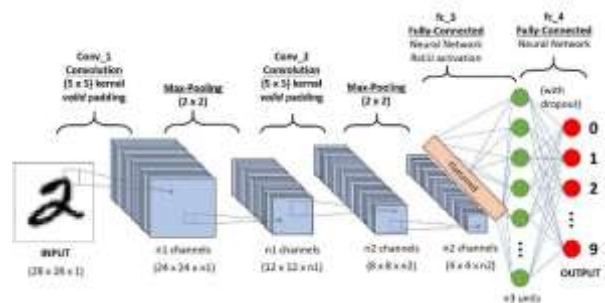 fc_3
Fully-Connected
Neural Network
ReLU activation
fc_4
Fully-Connected
Neural Network
Conv_1
Convolution
(5 x 5) kernel
valid padding
Max-Pooling
(2 x 2)
Conv_2
Convolution
(5 x 5) kernel
valid padding
Max-Pooling
(2 x 2)
(with
dropout)
flattened
0
1
2
9
2
INPUT
(28 x 28 x 1)
n1 channels
(24 x 24 x n1)
n1 channels
(12 x 12 x n1)
n2 channels
(8 x 8 x n2)
n2 channels
(4 x 4 x n2)
n3 units
OUTPUT